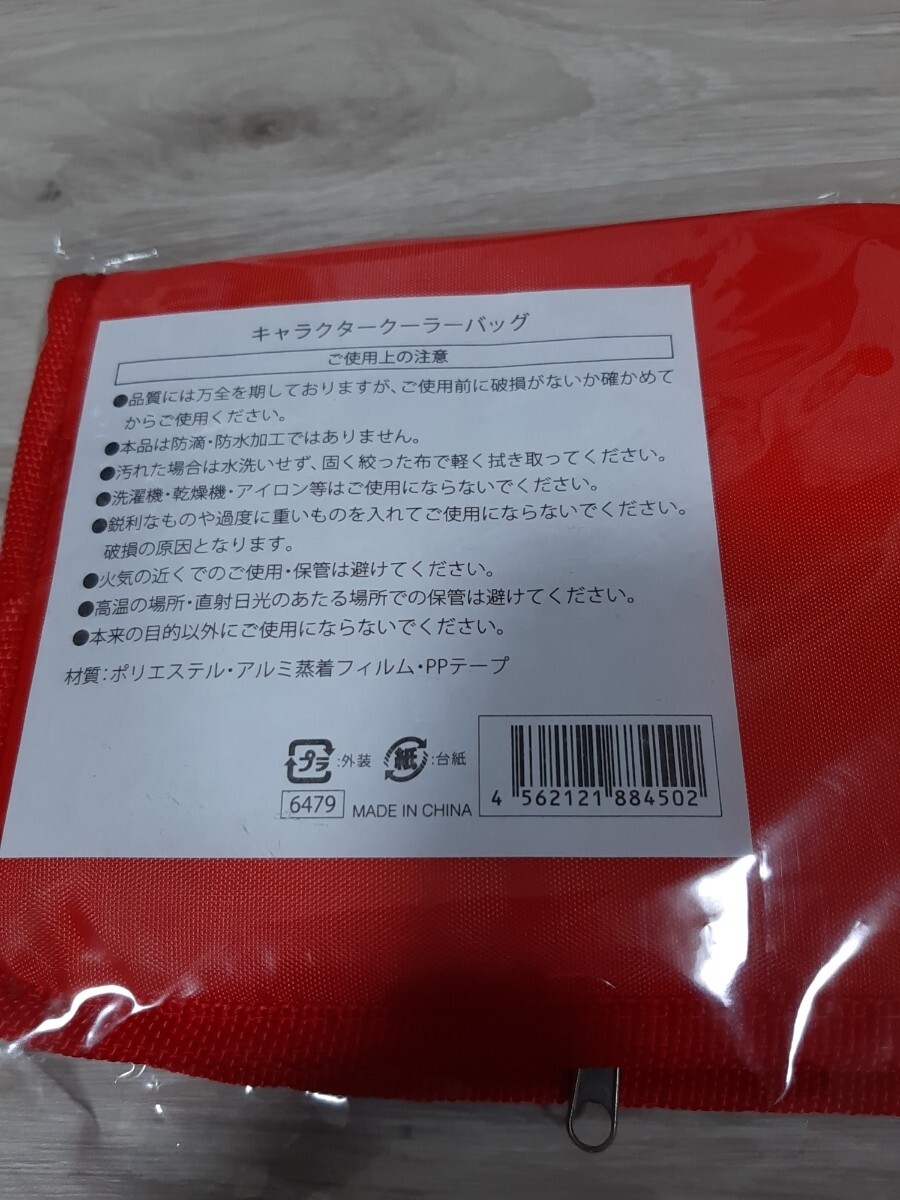 キャラクタークーラーバッグ
ご使用上の注意
●品質には万全を期しておりますが、ご使用前に破損がないか確かめて
からご使用ください。
●本品は防滴・防水加工ではありません。
●汚れた場合は水洗いせず、固く絞った布で軽く拭き取ってください。
●洗濯機・乾燥機・アイロン等はご使用にならないでください。
●鋭利なものや過度に重いものを入れてご使用にならないでください。
破損の原因となります。
●火気の近くでのご使用・保管は避けてください。
●高温の場所・直射日光のあたる場所での保管は避けてください。
●本来の目的以外にご使用にならないでください。
材質：ポリエステル・アルミ蒸着フィルム・PPテープ
プラ :外装 紙 :台紙
6479 MADE IN CHINA
4 562121 884502